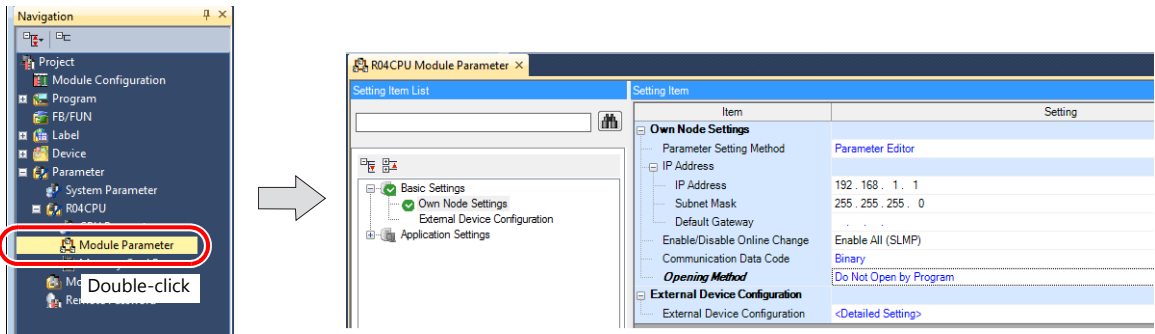 Navigation
Project
Module Configuration
Program
FB/FUN
Label
Device
Parameter
System Parameter
R04CPU
Module Parameter
Double-click
R04CPU Module Parameter
Setting Item List
Basic Settings
Own Node Settings
External Device Configuration
Application Settings
Setting Item
Item Setting
Own Node Settings
Parameter Setting Method Parameter Editor
IP Address
IP Address 192 . 168 . 1 . 1
Subnet Mask 255 . 255 . 255 . 0
Default Gateway . . .
Enable/Disable Online Change Enable All (SLMP)
Communication Data Code Binary
Opening Method Do Not Open by Program
External Device Configuration
External Device Configuration <Detailed Setting>